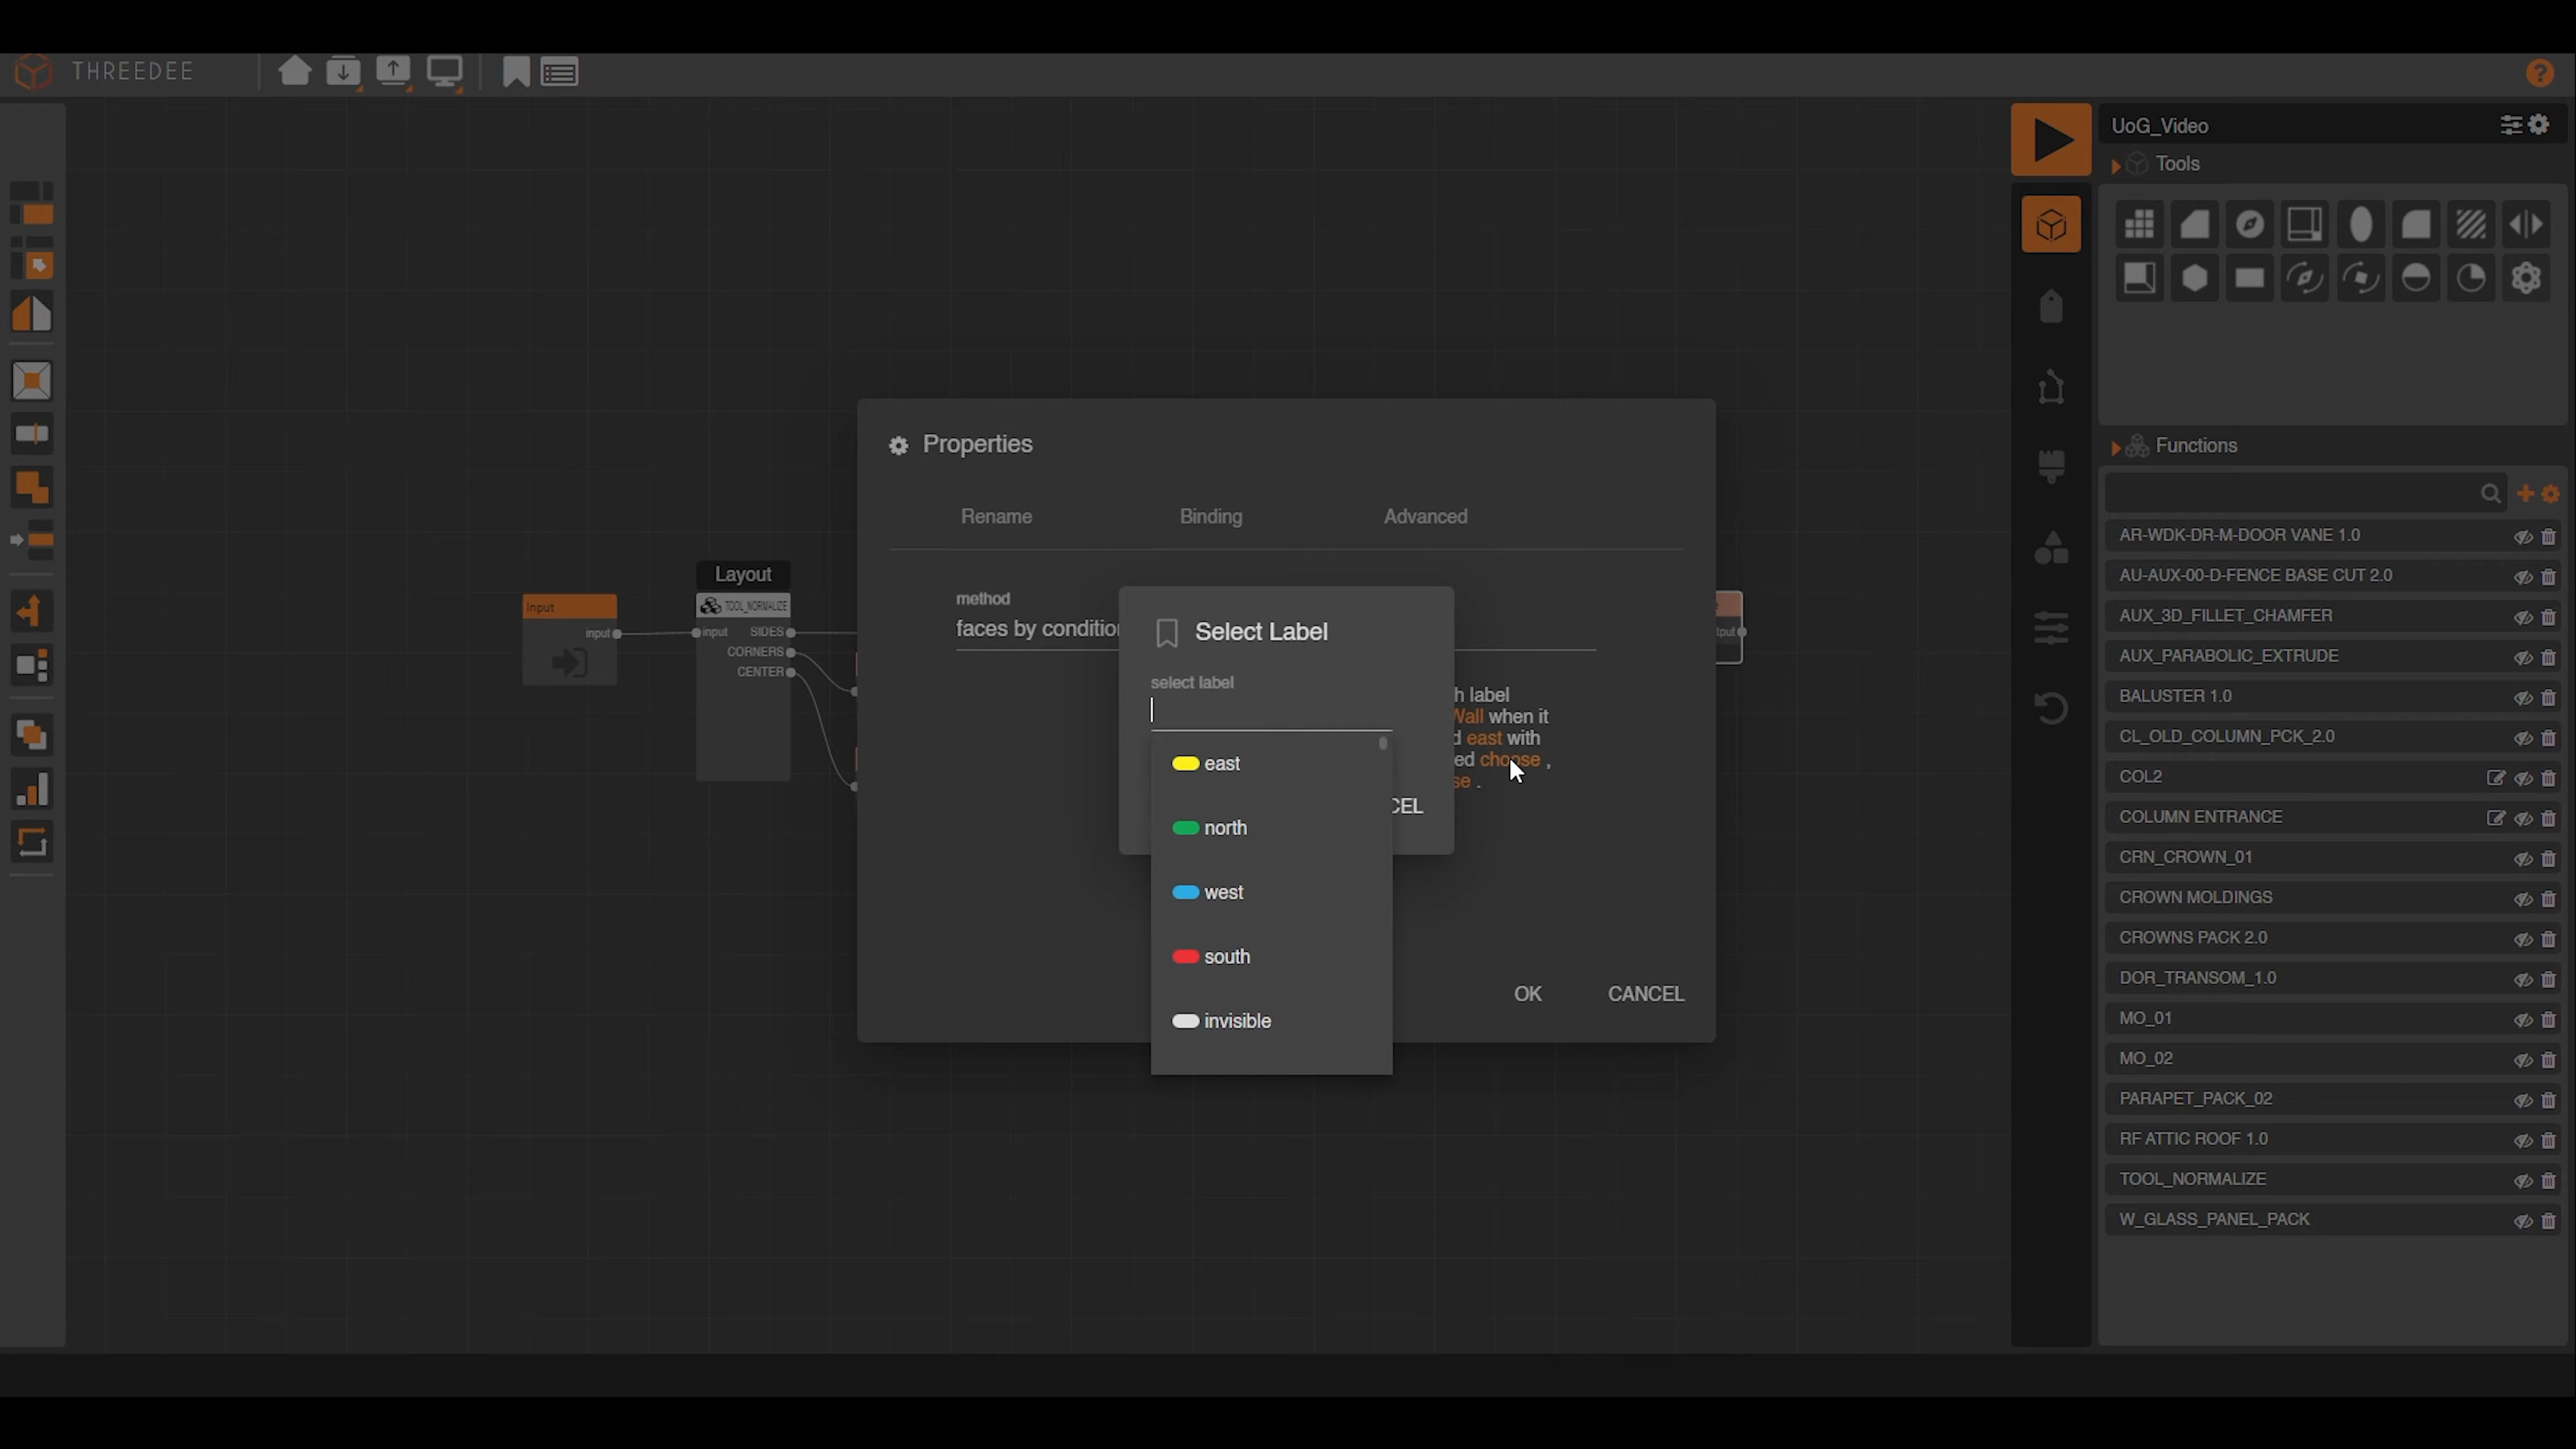 THREEDEE
UoG_Video
Tools
Functions
Properties
Rename Binding Advanced
method
faces by condition
Layout
TOOL_NORMALIZE
Input
input
input SIDES
CORNERS
CENTER
Select Label
select label
east
north
west
south
invisible
label
Wall when it
east with
choose ,
OK CANCEL
AR-WDK-DR-M-DOOR VANE 1.0
AU-AUX-00-D-FENCE BASE CUT 2.0
AUX_3D_FILLET_CHAMFER
AUX_PARABOLIC_EXTRUDE
BALUSTER 1.0
CL_OLD_COLUMN_PCK_2.0
COL2
COLUMN ENTRANCE
CRN_CROWN_01
CROWN MOLDINGS
CROWNS PACK 2.0
DOR_TRANSOM_1.0
MO_01
MO_02
PARAPET_PACK_02
RF ATTIC ROOF 1.0
TOOL_NORMALIZE
W_GLASS_PANEL_PACK